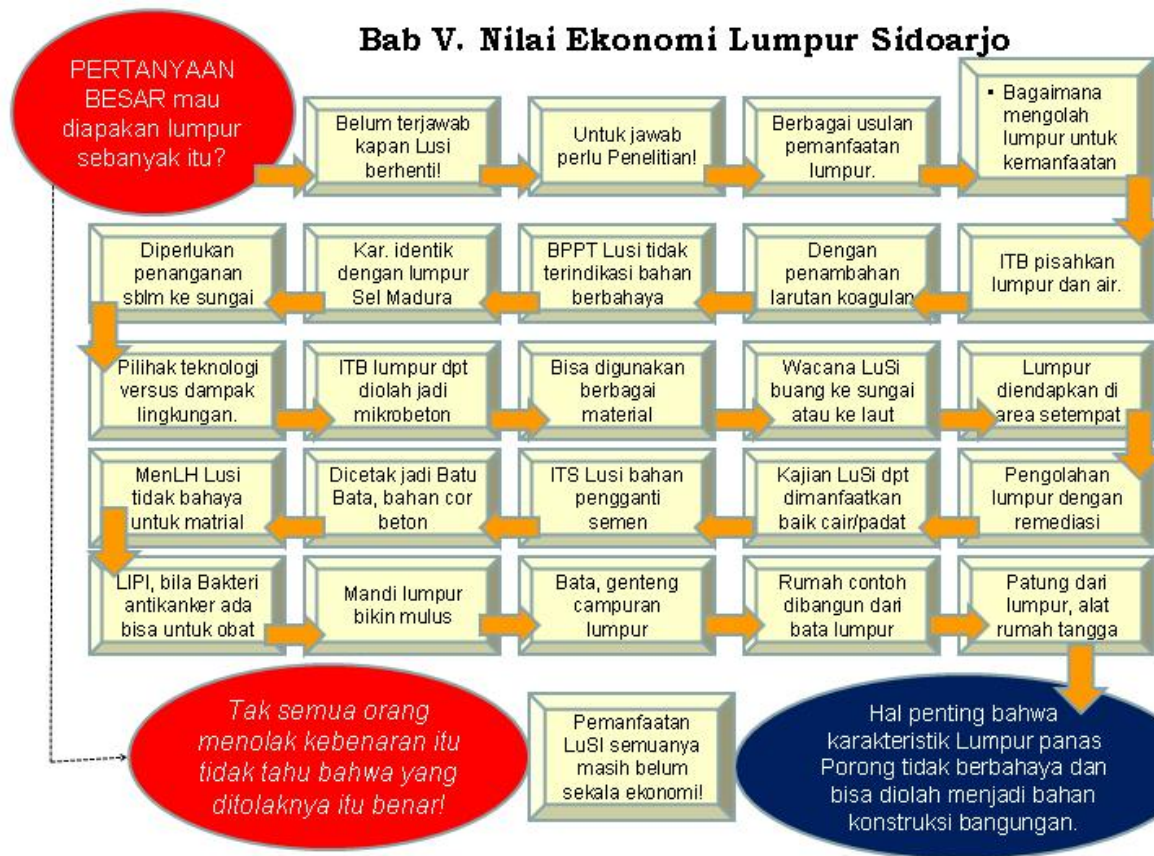 Bab V. Nilai Ekonomi Lumpur Sidoarjo
PERTANYAAN
BESAR mau
diapakan lumpur
sebanyak itu?
Belum terjawab
kapan Lusi
berhenti!
Untuk jawab
perlu Penelitian!
Berbagai usulan
pemanfaatan
lumpur.
▪ Bagaimana
mengolah
lumpur untuk
kemanfaatan
ITB pisahkan
lumpur dan air.
Dengan
penambahan
larutan koagulan
BPPT Lusi tidak
terindikasi bahan
berbahaya
Kar. identik
dengan lumpur
Sel Madura
Diperlukan
penanganan
sblm ke sungai
Pilihak teknologi
versus dampak
lingkungan.
ITB lumpur dpt
diolah jadi
mikrobeton
Bisa digunakan
berbagai
material
Wacana LuSi
buang ke sungai
atau ke laut
Lumpur
diendapkan di
area setempat
Pengolahan
lumpur dengan
remediasi
Kajian LuSi dpt
dimanfaatkan
baik cair/padat
ITS Lusi bahan
pengganti
semen
Dicetak jadi Batu
Bata, bahan cor
beton
MenLH Lusi
tidak bahaya
untuk matrial
LIPI, bila Bakteri
antikanker ada
bisa untuk obat
Mandi lumpur
bikin mulus
Bata, genteng
campuran
lumpur
Rumah contoh
dibangun dari
bata lumpur
Patung dari
lumpur, alat
rumah tangga
Hal penting bahwa
karakteristik Lumpur panas
Porong tidak berbahaya dan
bisa diolah menjadi bahan
konstruksi bangungan.
Pemanfaatan
LuSI semuanya
masih belum
sekala ekonomi!
Tak semua orang
menolak kebenaran itu
tidak tahu bahwa yang
ditolaknya itu benar!